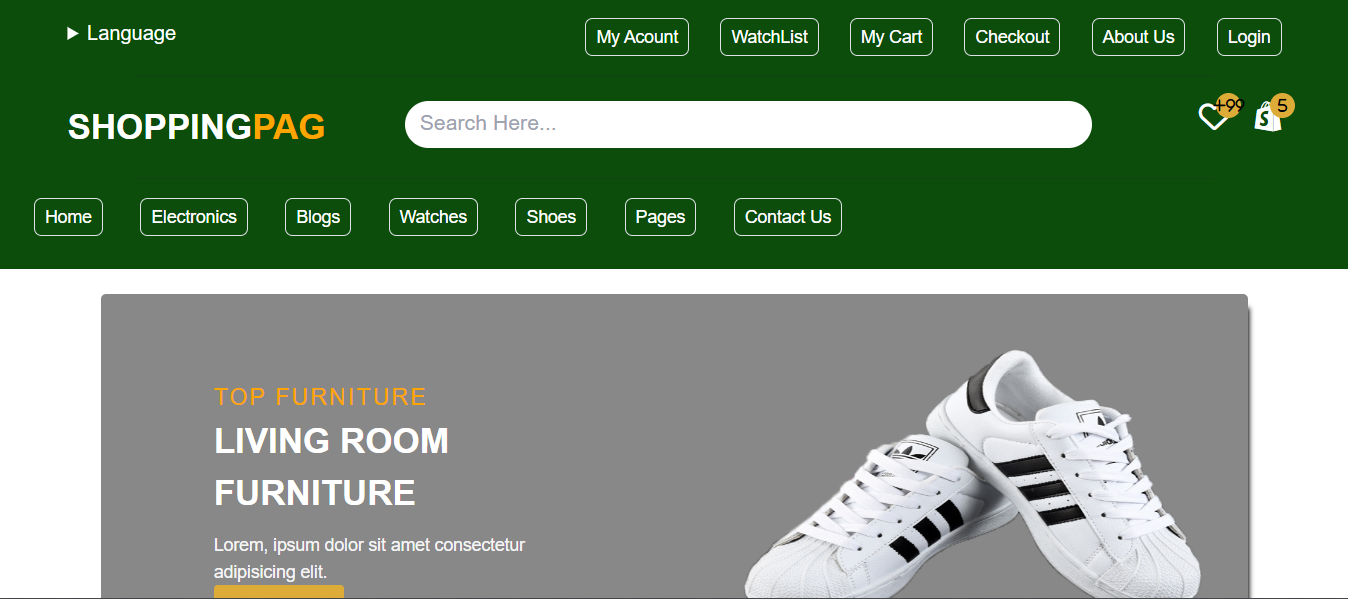 Language
My Acount WatchList My Cart Checkout About Us Login
SHOPPINGPAG Search Here... +99 5
Home Electronics Blogs Watches Shoes Pages Contact Us
TOP FURNITURE
LIVING ROOM
FURNITURE
Lorem, ipsum dolor sit amet consectetur
adipisicing elit.